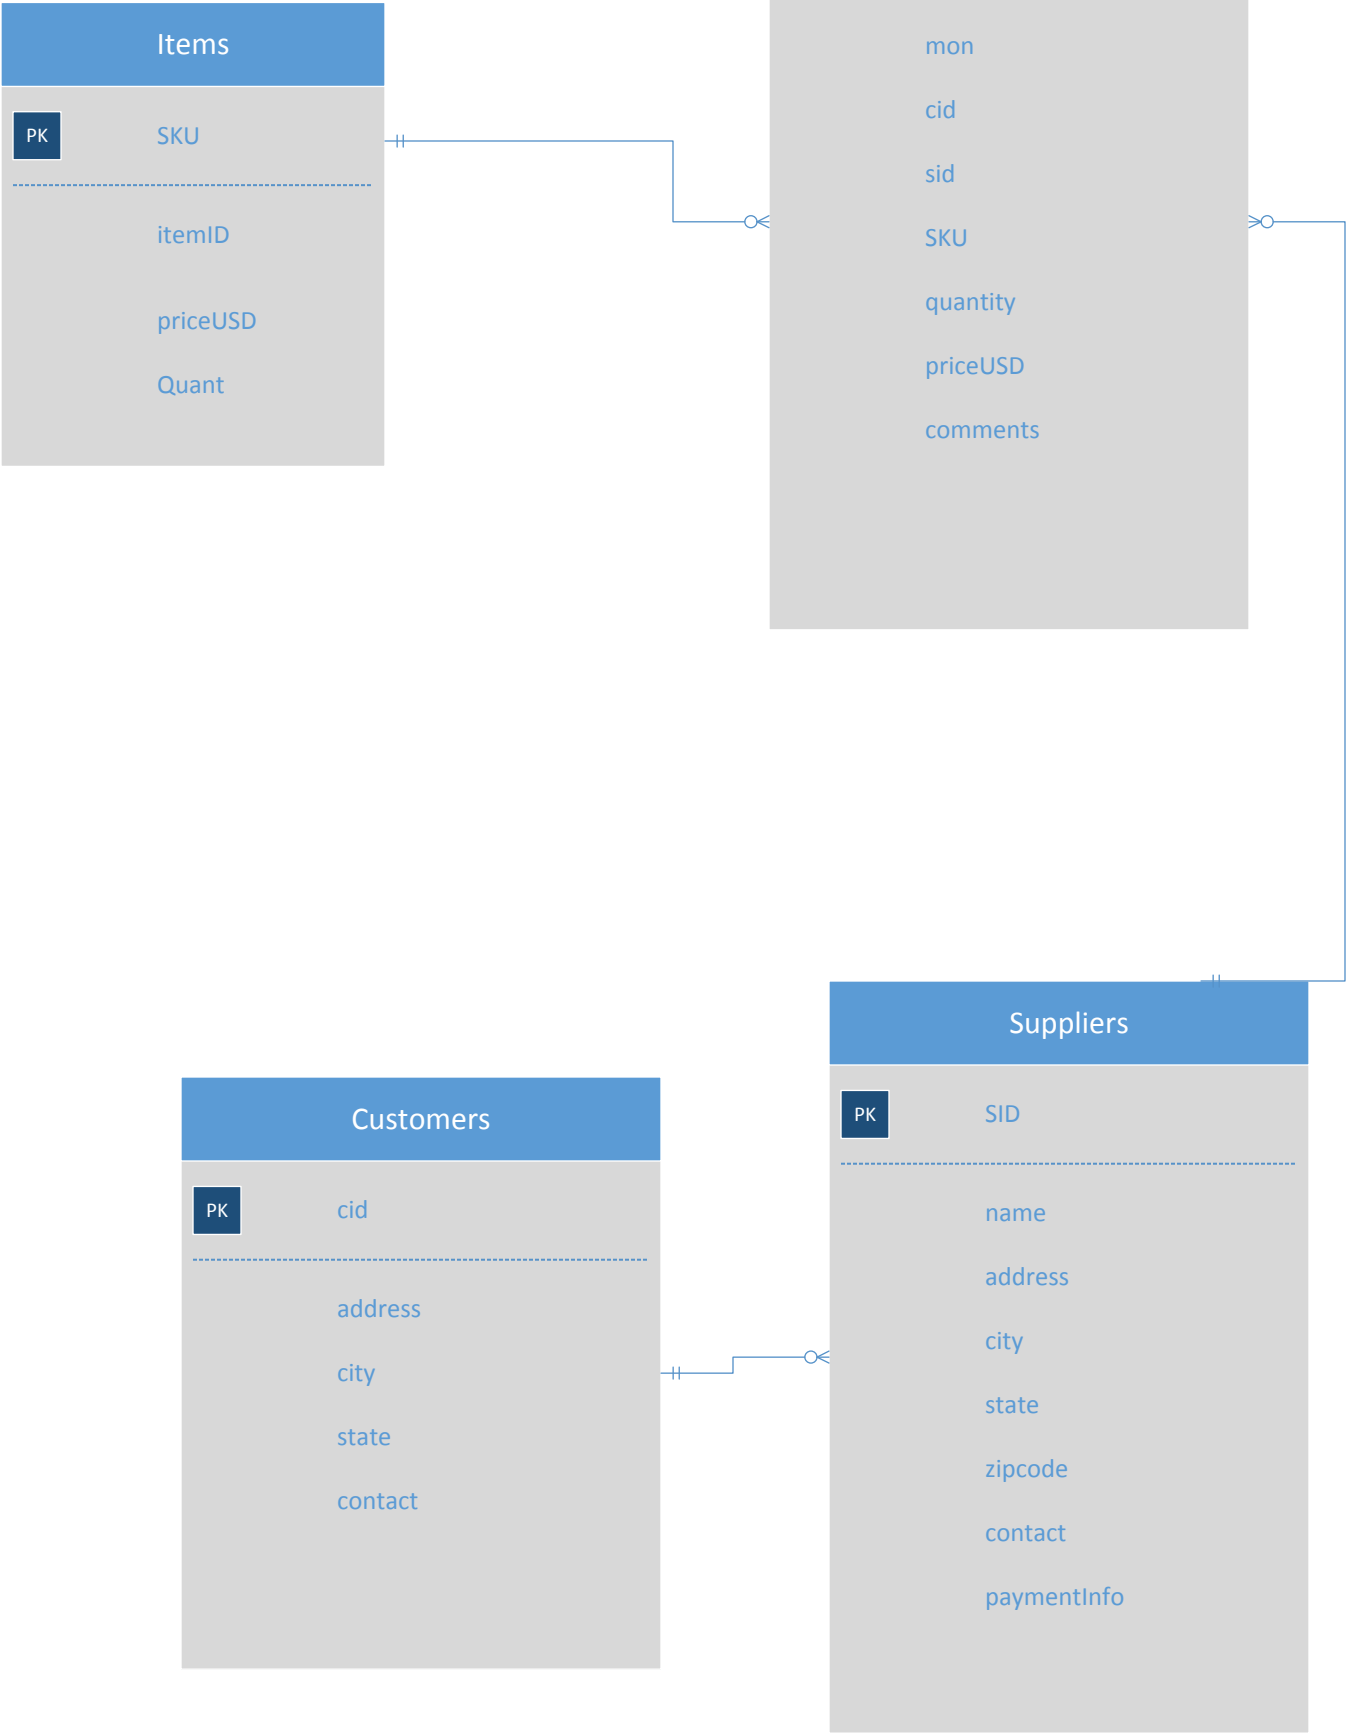 Items
PK
SKU
itemID
priceUSD
Quant
mon
cid
sid
SKU
quantity
priceUSD
comments
Customers
PK
cid
address
city
state
contact
Suppliers
PK
SID
name
address
city
state
zipcode
contact
paymentInfo